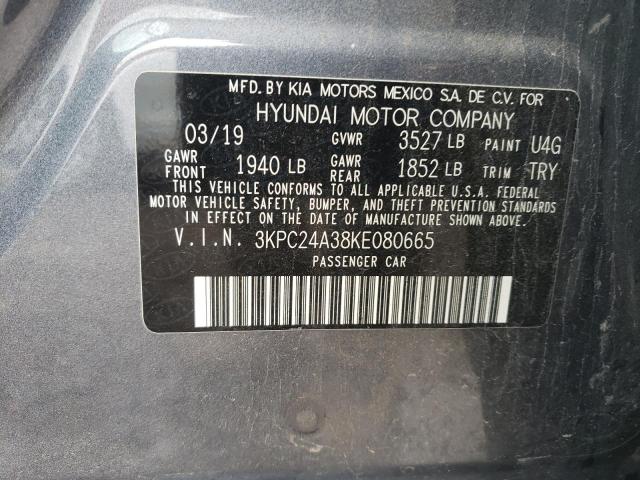 MFD. BY KIA MOTORS MEXICO S.A. DE C.V. FOR
HYUNDAI MOTOR COMPANY
03/19 GVWR 3527 LB PAINT U4G
GAWR FRONT 1940 LB GAWR REAR 1852 LB TRIM TRY
THIS VEHICLE CONFORMS TO ALL APPLICABLE U.S.A. FEDERAL
MOTOR VEHICLE SAFETY, BUMPER, AND THEFT PREVENTION STANDARDS
IN EFFECT ON THE DATE OF MANUFACTURE SHOWN ABOVE.
V.I.N. 3KPC24A38KE080665
PASSENGER CAR